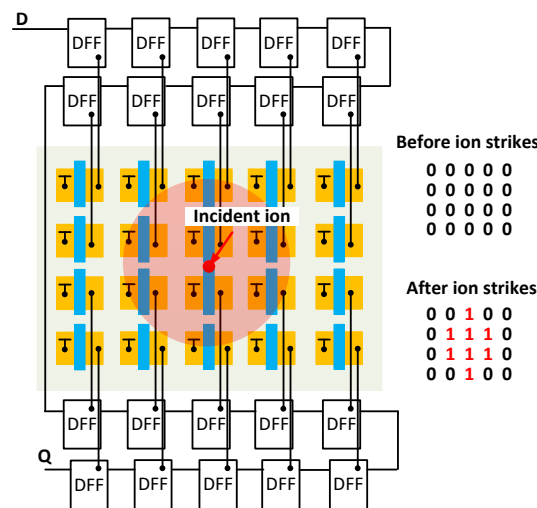 D
DFF DFF DFF DFF DFF
DFF DFF DFF DFF DFF
Before ion strikes
0 0 0 0 0
0 0 0 0 0
0 0 0 0 0
0 0 0 0 0
T T T T T
Incident ion
T T T T T
T T T T T
T T T T T
After ion strikes
0 0 1 0 0
0 1 1 1 0
0 1 1 1 0
0 0 1 0 0
DFF DFF DFF DFF DFF
Q
DFF DFF DFF DFF DFF